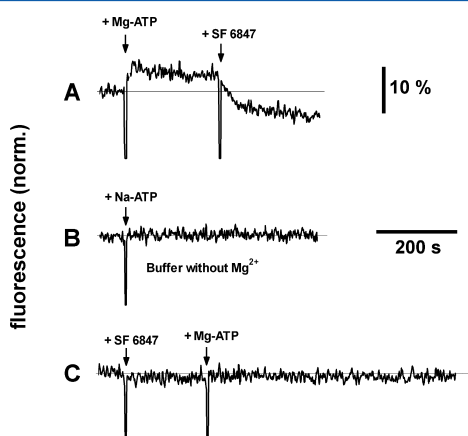 + Mg-ATP
+ SF 6847
A
10 %
+ Na-ATP
B
200 s
Buffer without Mg²⁺
+ SF 6847
+ Mg-ATP
C
fluorescence (norm.)